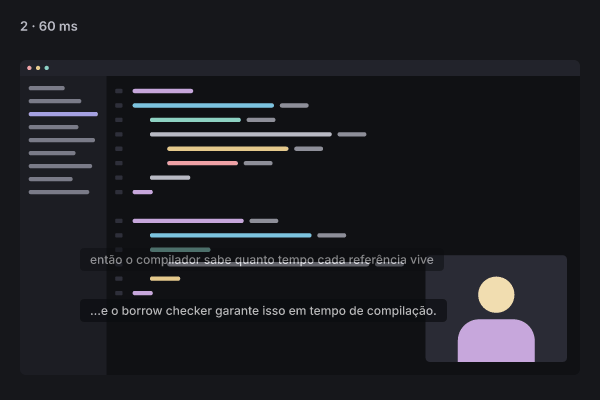 2 · 60 ms
então o compilador sabe quanto tempo cada referência vive
...e o borrow checker garante isso em tempo de compilação.